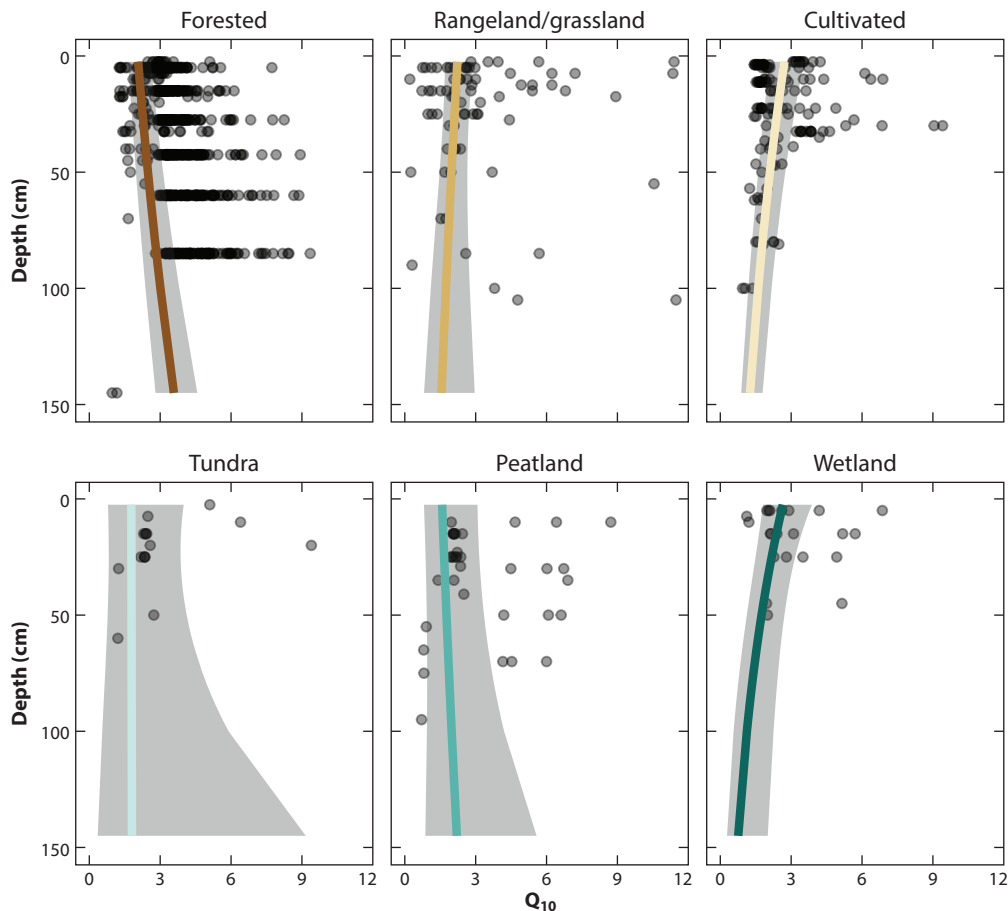 Forested Rangeland/grassland Cultivated
0
50
100
150
Depth (cm)
0 3 6 9 12 0 3 6 9 12 0 3 6 9 12
Tundra Peatland Wetland
0
50
100
150
Depth (cm)
Q₁₀